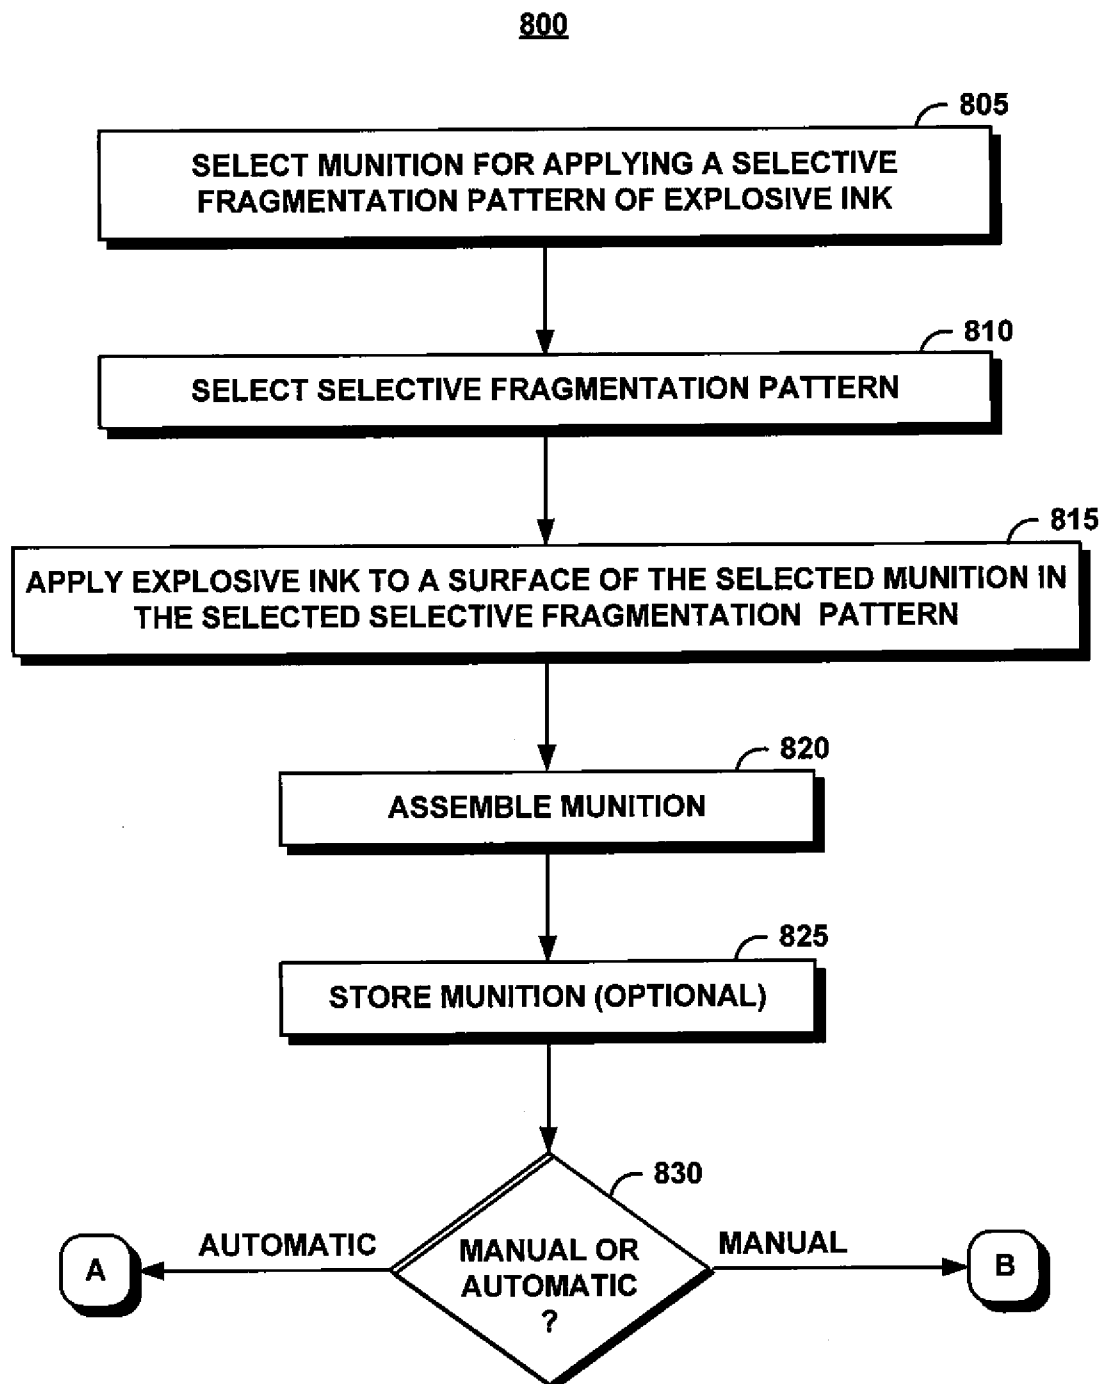 800
805
SELECT MUNITION FOR APPLYING A SELECTIVE
FRAGMENTATION PATTERN OF EXPLOSIVE INK
810
SELECT SELECTIVE FRAGMENTATION PATTERN
815
APPLY EXPLOSIVE INK TO A SURFACE OF THE SELECTED MUNITION IN
THE SELECTED SELECTIVE FRAGMENTATION PATTERN
820
ASSEMBLE MUNITION
825
STORE MUNITION (OPTIONAL)
830
AUTOMATIC
MANUAL OR
AUTOMATIC
?
MANUAL
A
B